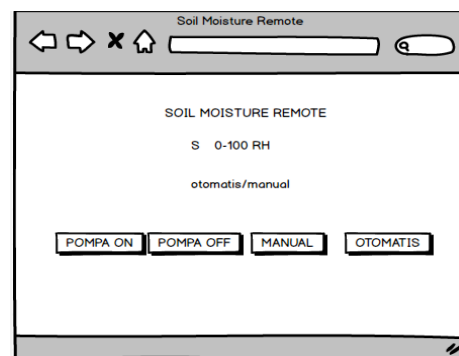 Soil Moisture Remote
SOIL MOISTURE REMOTE
S 0-100 RH
otomatis/manual
POMPA ON POMPA OFF MANUAL OTOMATIS